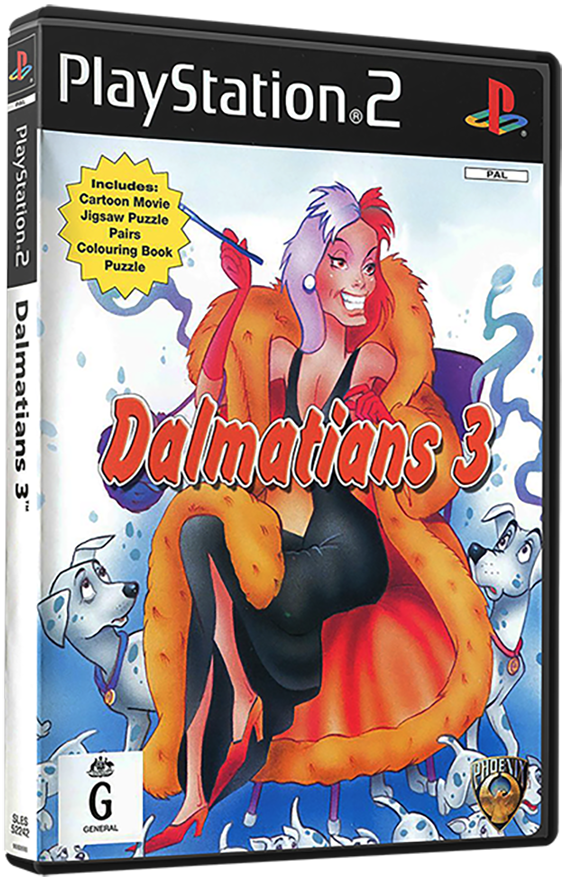 PlayStation®2
PAL
Includes:
Cartoon Movie
Jigsaw Puzzle
Pairs
Colouring Book
Puzzle
Dalmatians 3
G
GENERAL
PHOENIX
PAL
PlayStation®2
Dalmatians 3™
SLES
52242